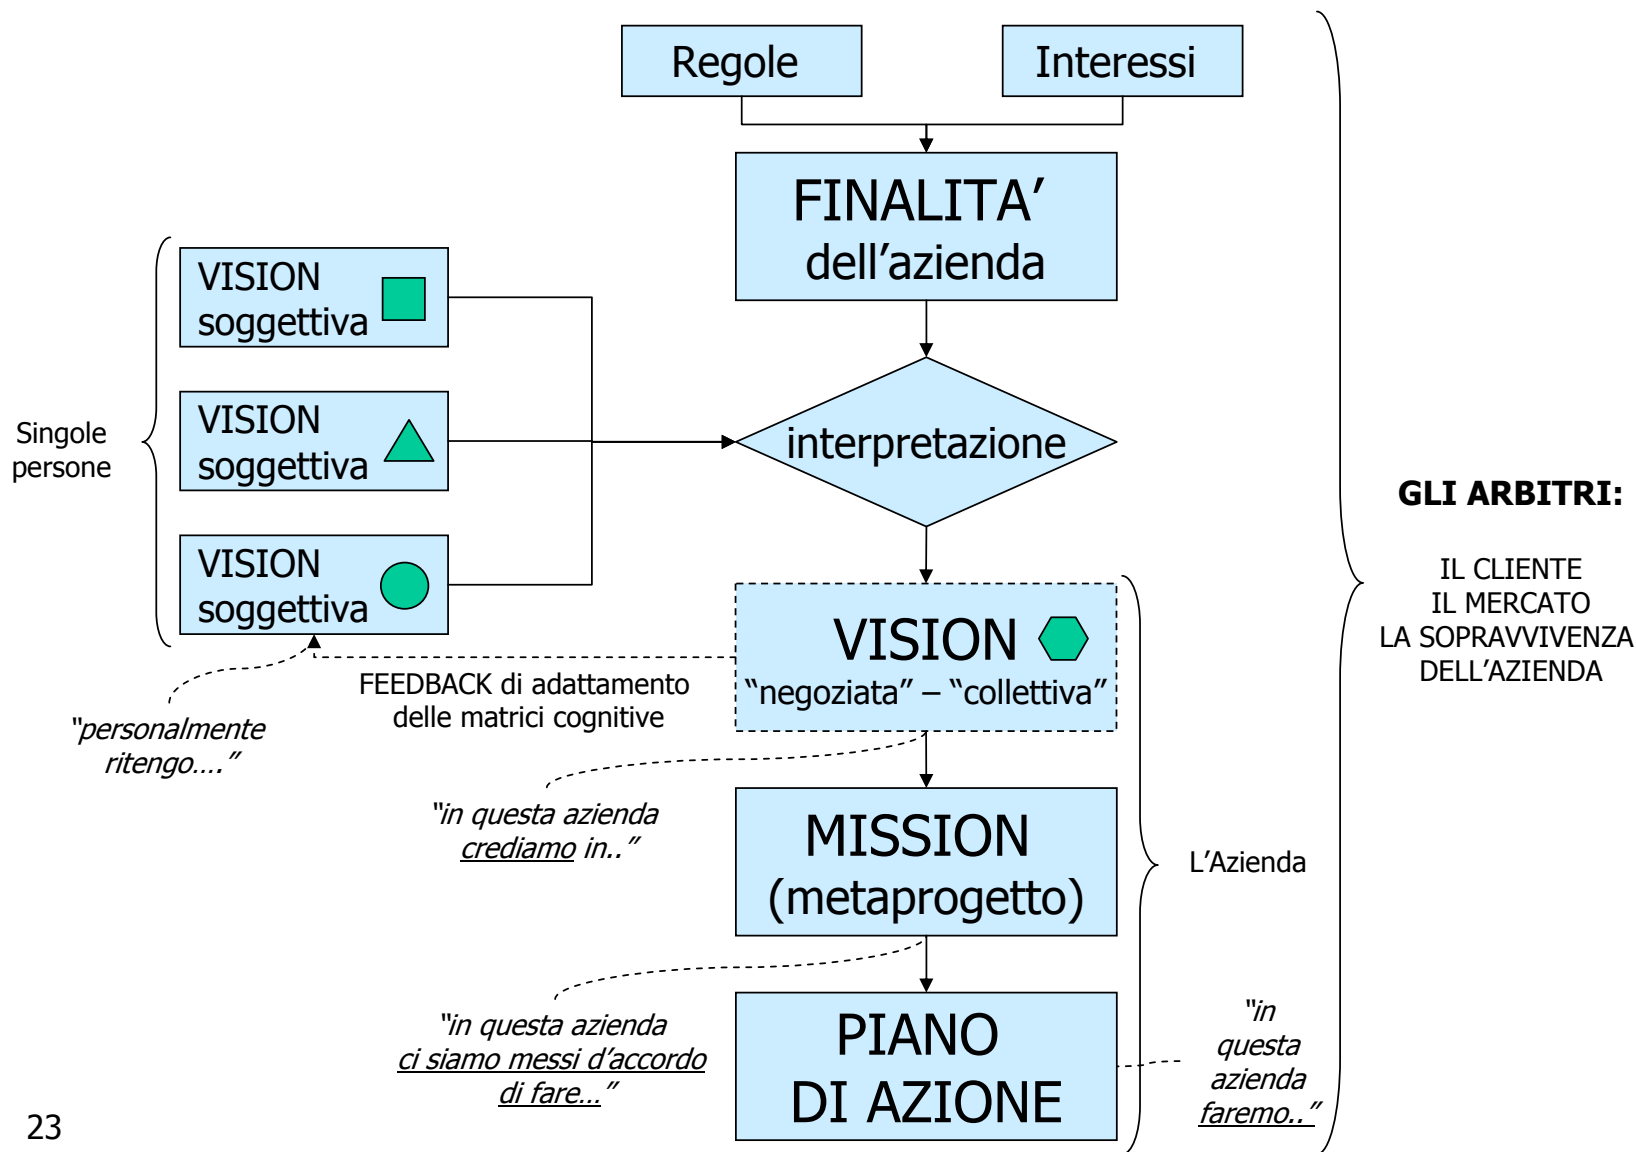 Regole
Interessi
FINALITA’
dell’azienda
VISION
soggettiva
VISION
soggettiva
VISION
soggettiva
Singole
persone
interpretazione
GLI ARBITRI:
IL CLIENTE
IL MERCATO
LA SOPRAVVIVENZA
DELL’AZIENDA
VISION
“negoziata” – “collettiva”
FEEDBACK di adattamento
delle matrici cognitive
“personalmente
ritengo….”
“in questa azienda
crediamo in..”
MISSION
(metaprogetto)
L’Azienda
“in questa azienda
ci siamo messi d’accordo
di fare…”
PIANO
DI AZIONE
“in
questa
azienda
faremo..”
23